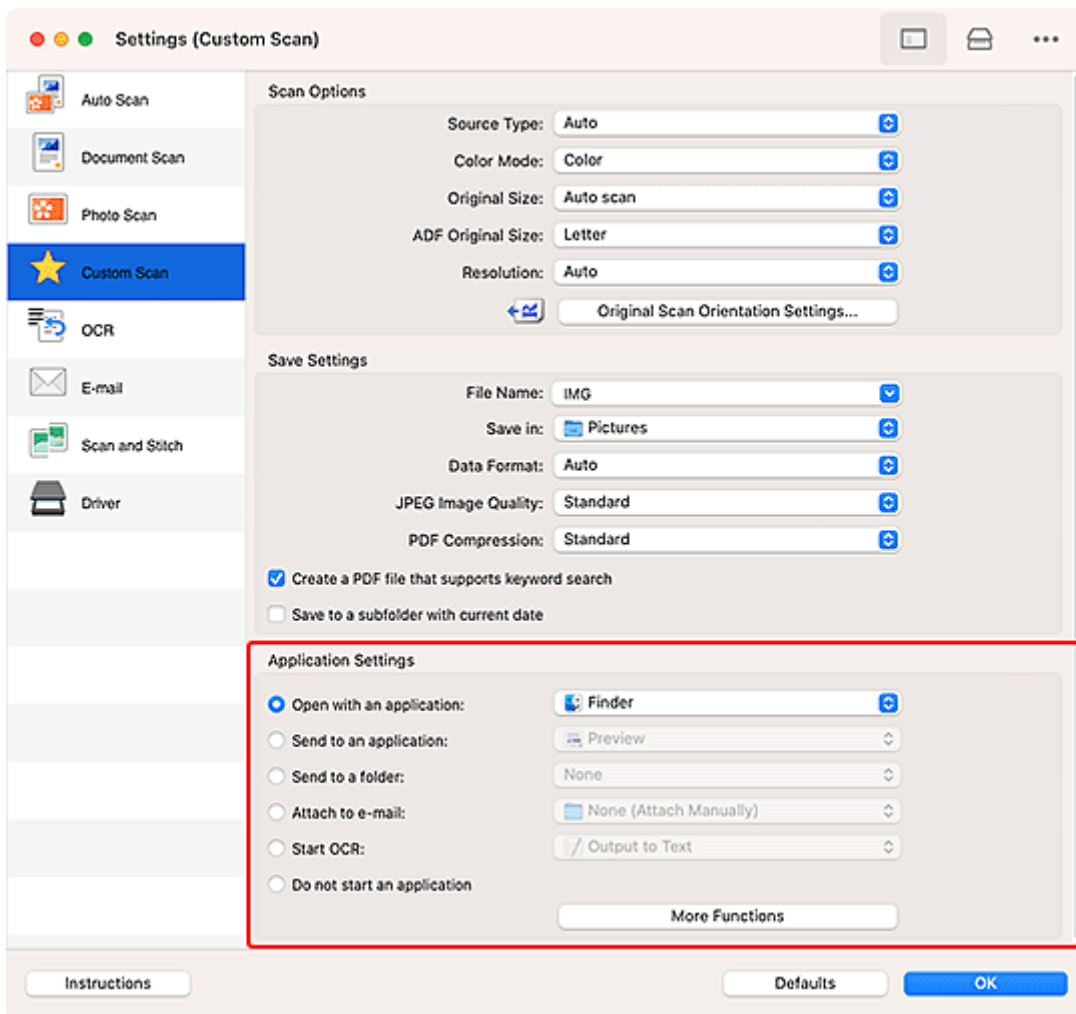 Settings (Custom Scan)
Auto Scan
Document Scan
Photo Scan
Custom Scan
OCR
E-mail
Scan and Stitch
Driver
Scan Options
Source Type: Auto
Color Mode: Color
Original Size: Auto scan
ADF Original Size: Letter
Resolution: Auto
Original Scan Orientation Settings...
Save Settings
File Name: IMG
Save in: Pictures
Data Format: Auto
JPEG Image Quality: Standard
PDF Compression: Standard
Create a PDF file that supports keyword search
Save to a subfolder with current date
Application Settings
Open with an application: Finder
Send to an application: Preview
Send to a folder: None
Attach to e-mail: None (Attach Manually)
Start OCR: Output to Text
Do not start an application
More Functions
Instructions Defaults OK